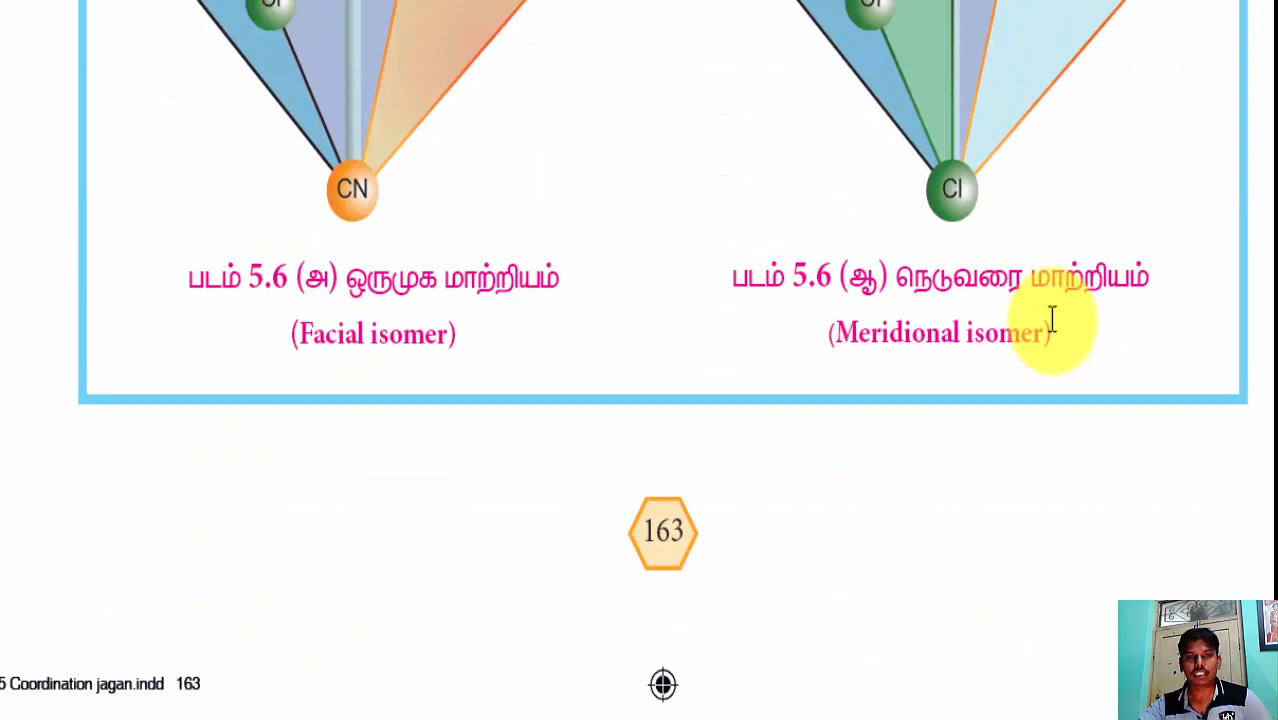 CN
Cl
படம் 5.6 (அ) ஒருமுக மாற்றியம்
(Facial isomer)
படம் 5.6 (ஆ) நெடுவரை மாற்றியம்
(Meridional isomer)
163
5 Coordination jagan.indd 163